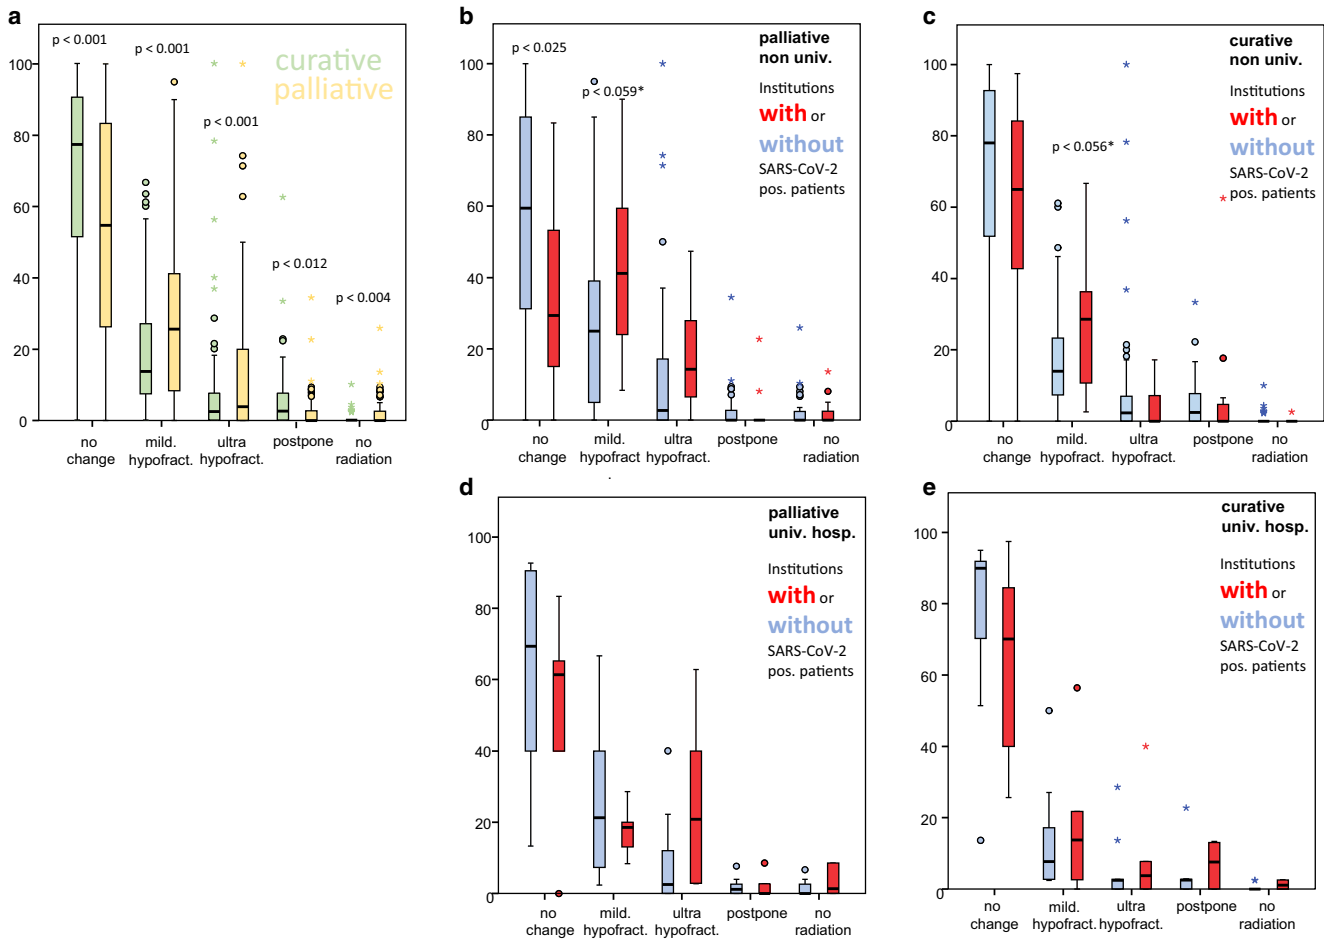 a
p < 0.001
p < 0.001
curative
palliative
p < 0.001
p < 0.012
p < 0.004
100
80
60
40
20
0
no
change
mild.
hypofract.
ultra
hypofract.
postpone
no
radiation
b
p < 0.025
p < 0.059*
palliative
non univ.
Institutions
with or
without
SARS-CoV-2
pos. patients
100
80
60
40
20
0
no
change
mild.
hypofract
ultra
hypofract.
postpone
no
radiation
c
p < 0.056*
curative
non univ.
Institutions
with or
without
SARS-CoV-2
pos. patients
100
80
60
40
20
0
no
change
mild.
hypofract.
ultra
hypofract.
postpone
no
radiation
d
palliative
univ. hosp.
Institutions
with or
without
SARS-CoV-2
pos. patients
100
80
60
40
20
0
no
change
mild.
hypofract.
ultra
hypofract.
postpone
no
radiation
e
curative
univ. hosp.
Institutions
with or
without
SARS-CoV-2
pos. patients
100
80
60
40
20
0
no
change
mild.
hypofract.
ultra
hypofract.
postpone
no
radiation